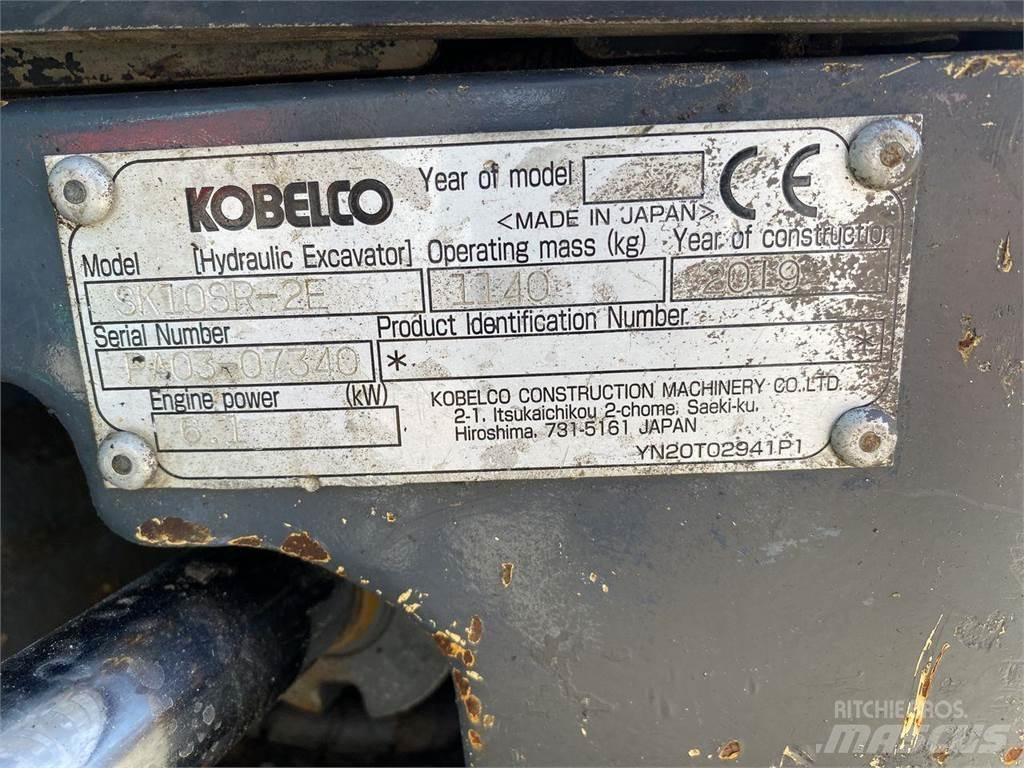 KOBELCO
Year of model
<MADE IN JAPAN>
CE
Model [Hydraulic Excavator]
SK10SR-2E
Operating mass (kg)
1140
Year of construction
2019
Serial Number
PA03-07340
Product Identification Number
* *
Engine power (kW)
6.1
KOBELCO CONSTRUCTION MACHINERY CO.,LTD.
2-1, Itsukaichikou 2-chome, Saeki-ku,
Hiroshima, 731-5161 JAPAN
YN20T02941P1
RITCHIE BROS.
MASCUS